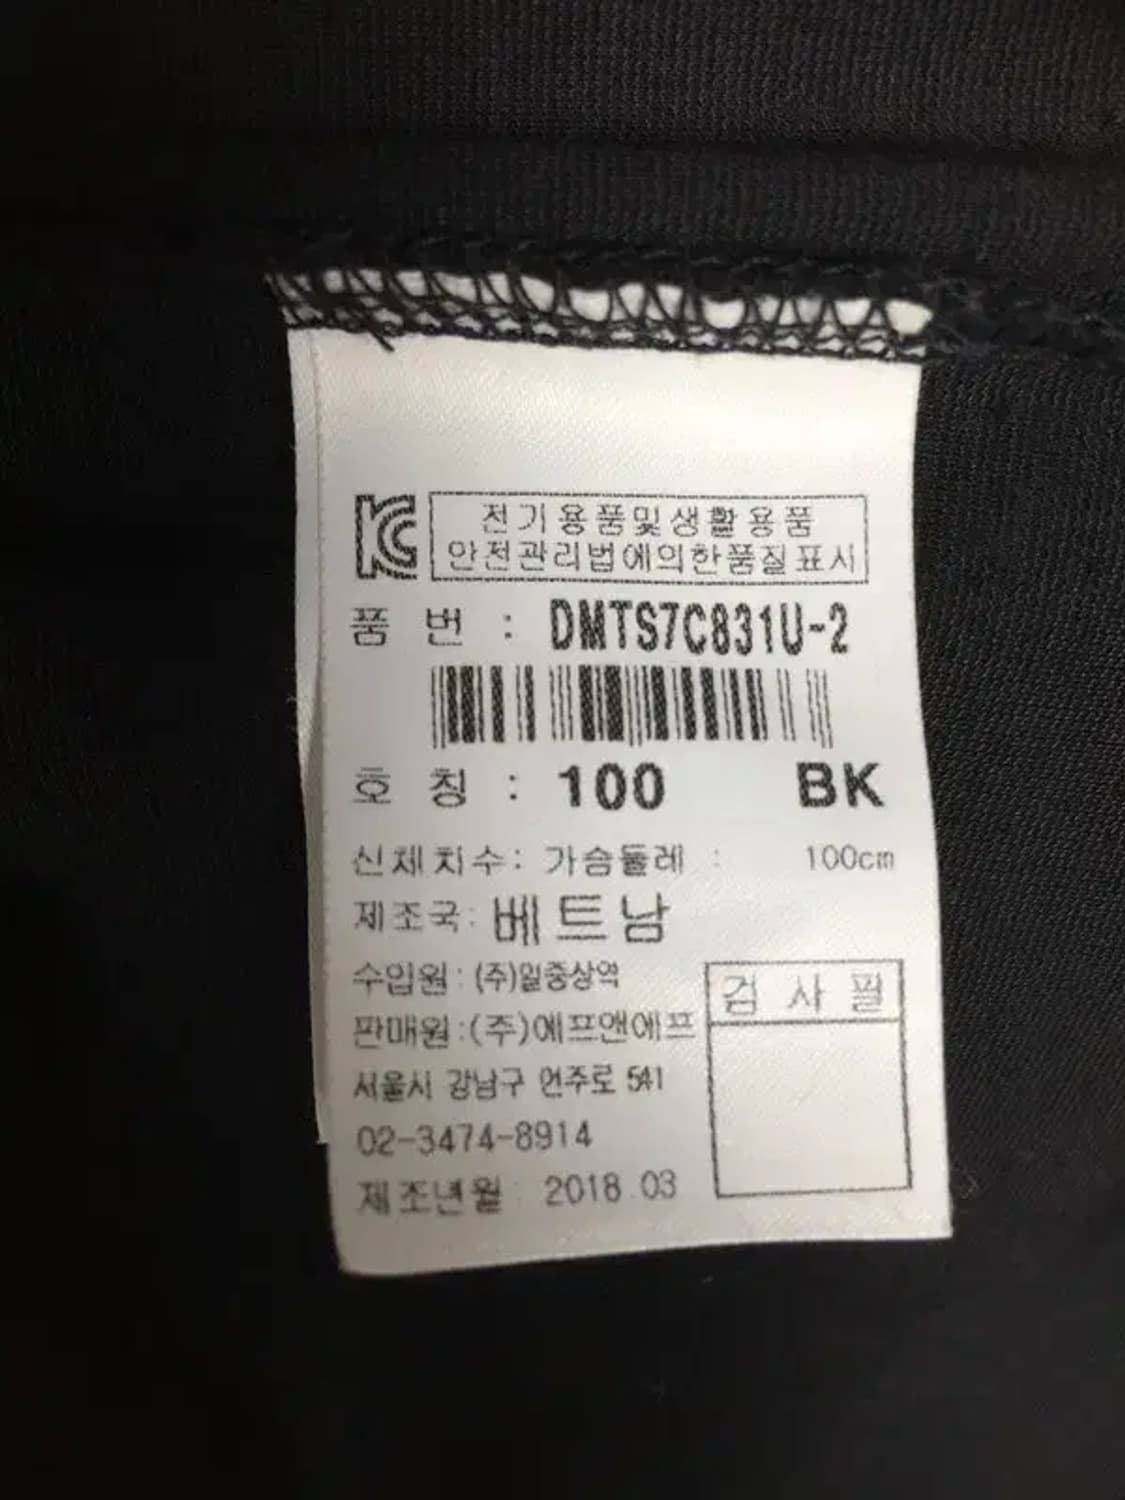 KC 전기용품및생활용품
안전관리법에의한품질표시
품 번 : DMTS7C831U-2
호 칭 : 100 BK
신체치수: 가슴둘레 : 100cm
제조국: 베트남
수입원 : (주)일중상역
판매원 : (주)에프앤에프
검 사 필
서울시 강남구 언주로 541
02-3474-8914
제조년월 : 2018.03